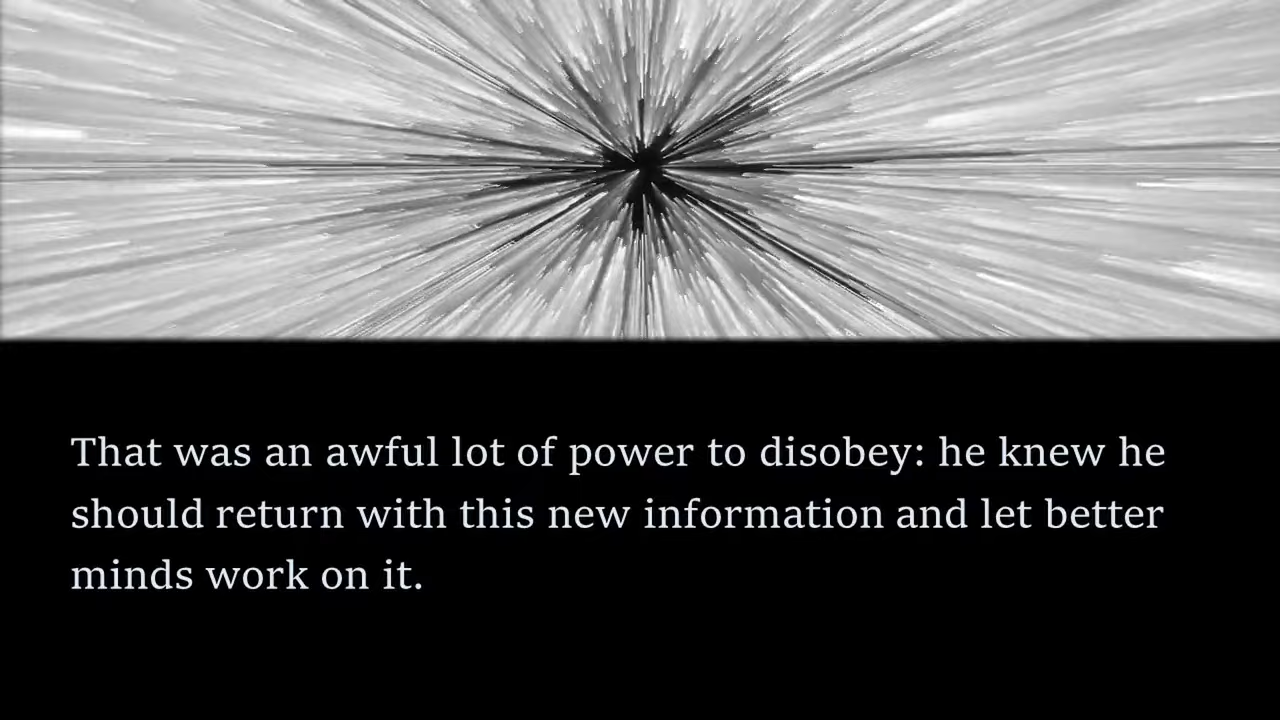 That was an awful lot of power to disobey: he knew he
should return with this new information and let better
minds work on it.